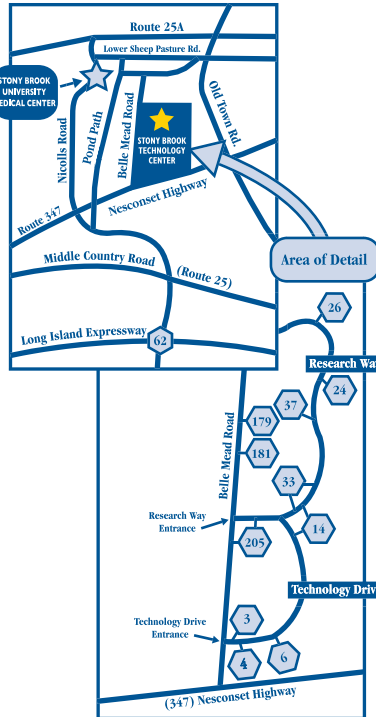 Route 25A
Lower Sheep Pasture Rd.
STONY BROOK
UNIVERSITY
MEDICAL CENTER
Nicolls Road
Pond Path
Belle Mead Road
STONY BROOK
TECHNOLOGY
CENTER
Old Town Rd.
Route 347
Nesconset Highway
Middle Country Road
(Route 25)
Long Island Expressway
62
Area of Detail
26
Research Way
24
37
179
181
Belle Mead Road
33
Research Way
Entrance
205
14
Technology Driv
3
Technology Drive
Entrance
4
6
(347) Nesconset Highway